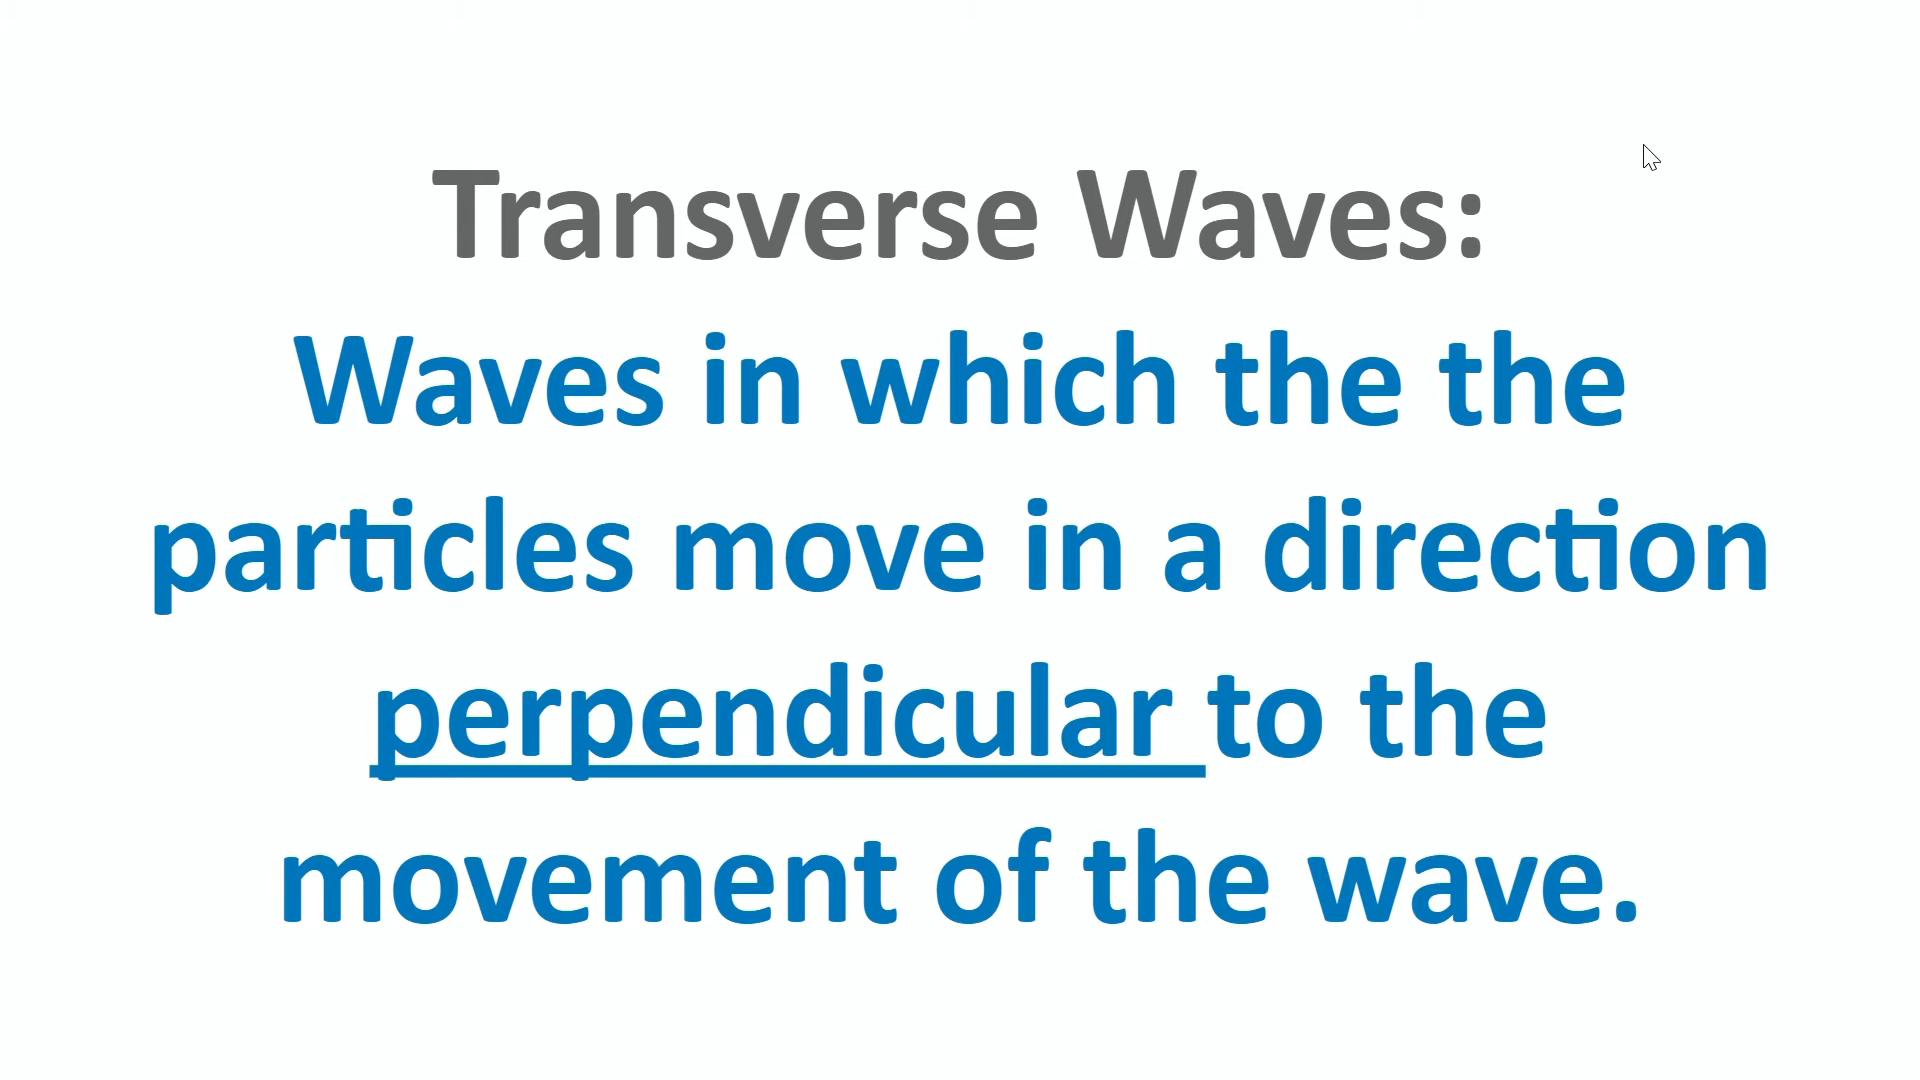 Transverse Waves:
Waves in which the the
particles move in a direction
perpendicular to the
movement of the wave.